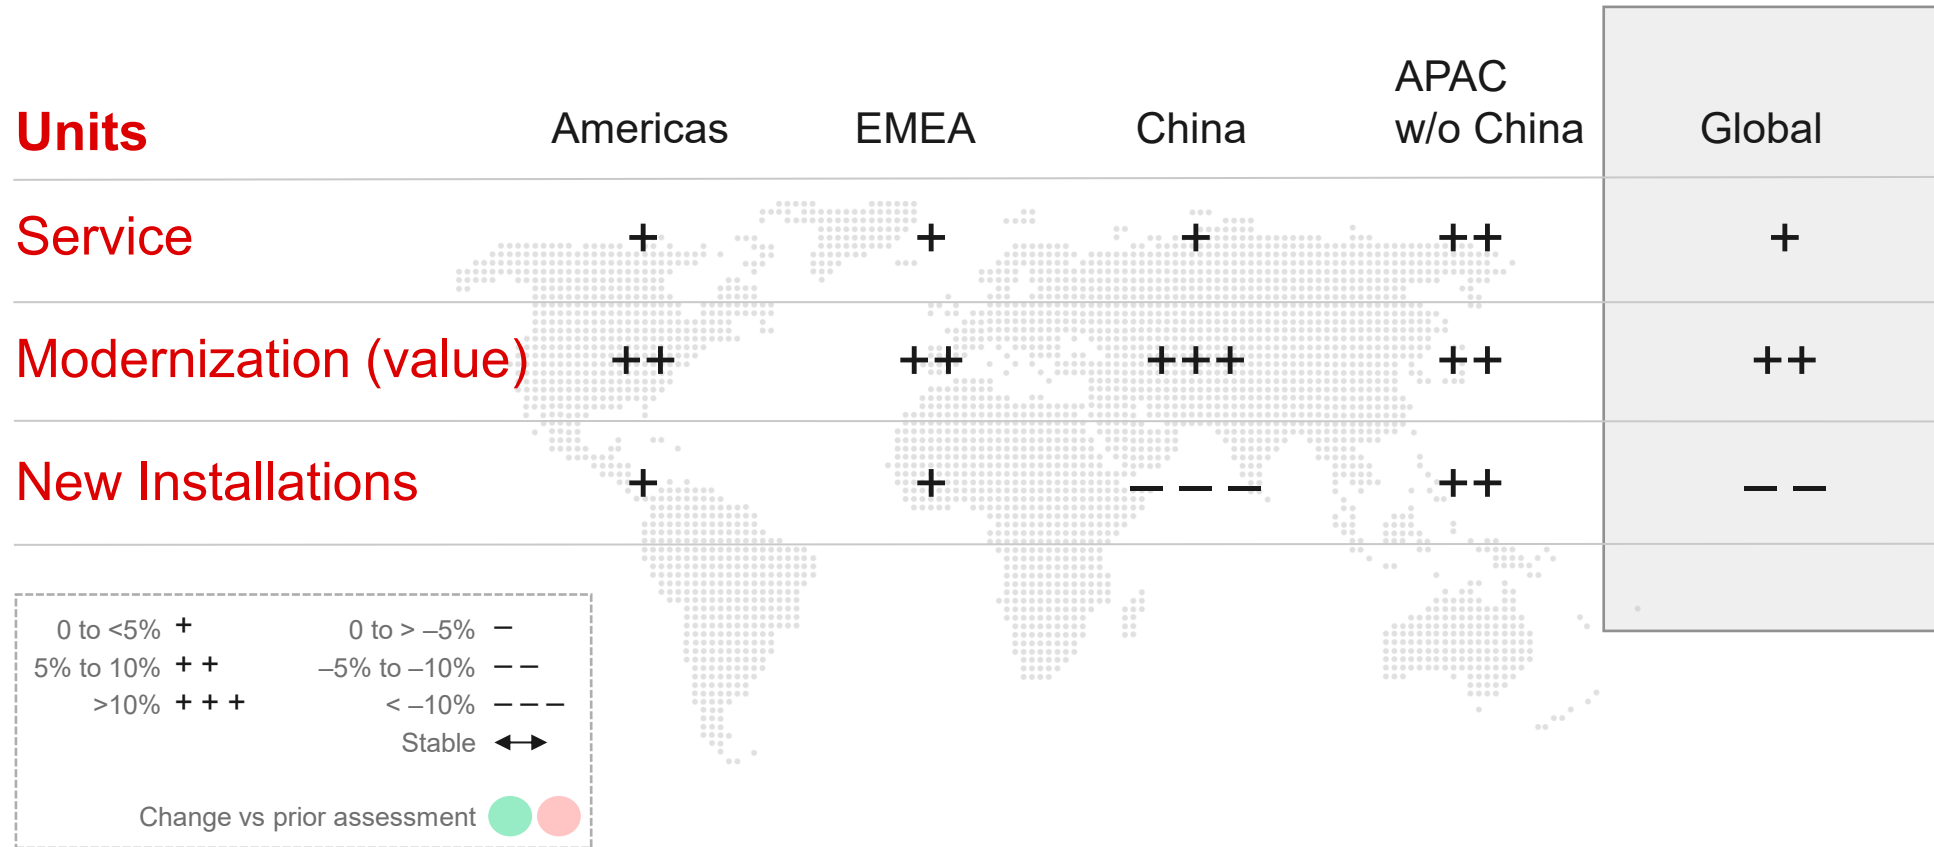 Units Americas EMEA China APAC w/o China Global
Service + + + ++ +
Modernization (value) ++ ++ +++ ++ ++
New Installations + + – – – ++ – –
0 to <5% + 0 to > –5% –
5% to 10% + + –5% to –10% – –
>10% + + + < –10% – – –
Stable ↔
Change vs prior assessment